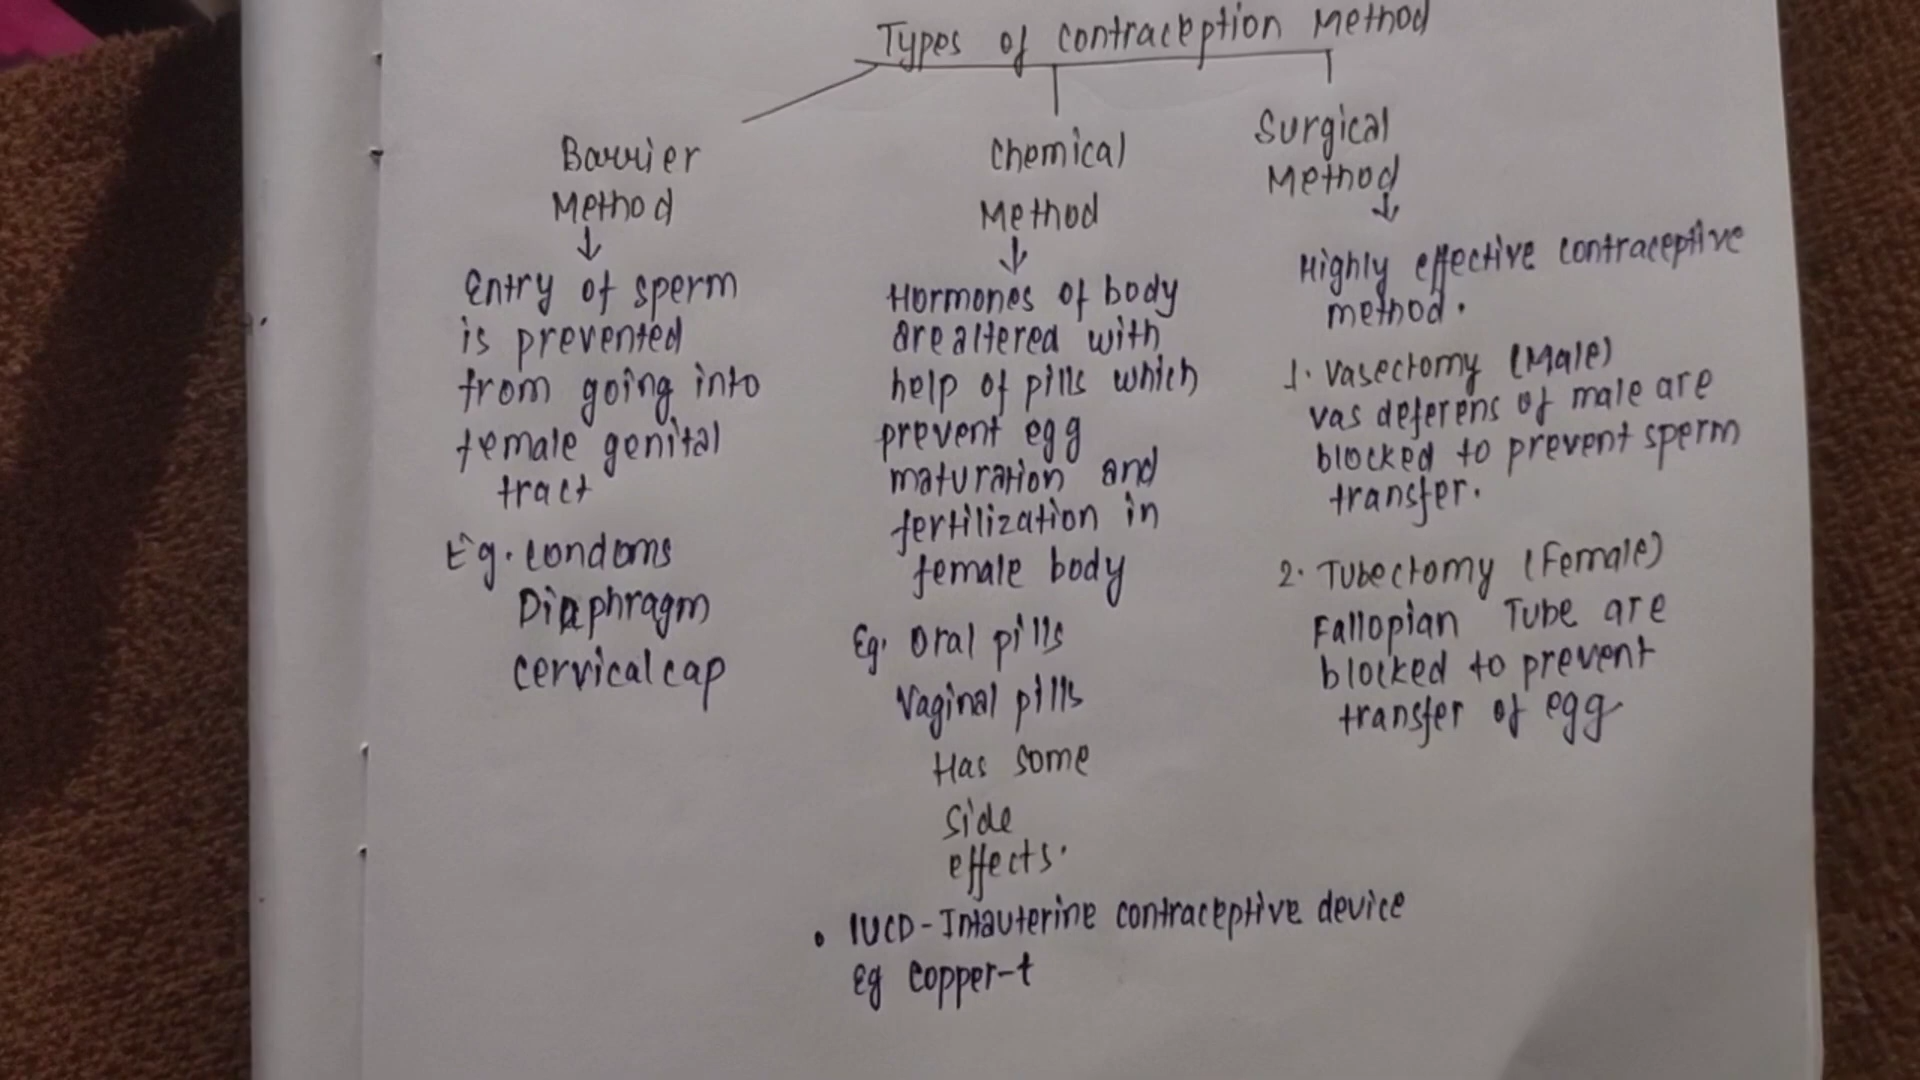 Types of contraception Method
Barrier
Method
Entry of sperm
is prevented
from going into
female genital
tract
Eg. Condoms
Diaphragm
cervical cap
Chemical
Method
Hormones of body
are altered with
help of pills which
prevent egg
maturation and
fertilization in
female body
Eg. Oral pills
Vaginal pills
Has some
side
effects.
• IUCD - Intauterine contraceptive device
Eg Copper-t
Surgical
Method
Highly effective contraceptive
method.
1. Vasectomy (Male)
vas deferens of male are
blocked to prevent sperm
transfer.
2. Tubectomy (Female)
Fallopian Tube are
blocked to prevent
transfer of egg